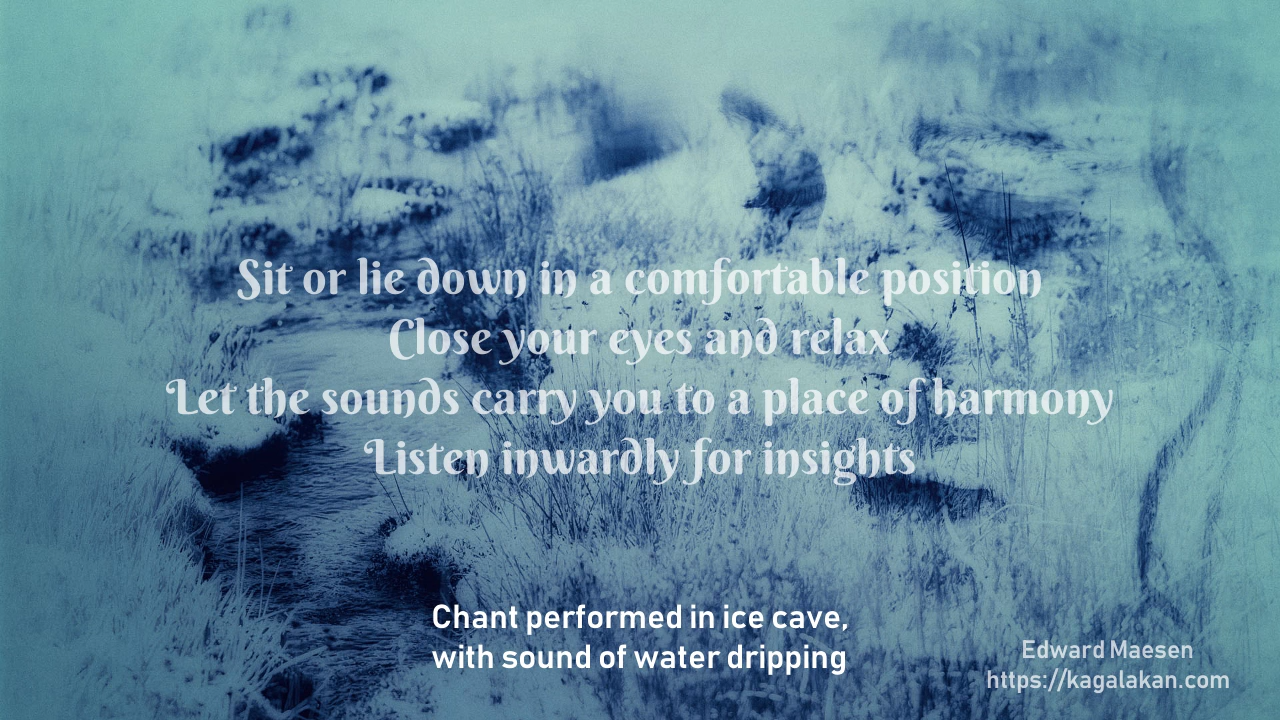 Sit or lie down in a comfortable position
Close your eyes and relax
Let the sounds carry you to a place of harmony
Listen inwardly for insights
Chant performed in ice cave,
with sound of water dripping
Edward Maesen
https://kagalakan.com